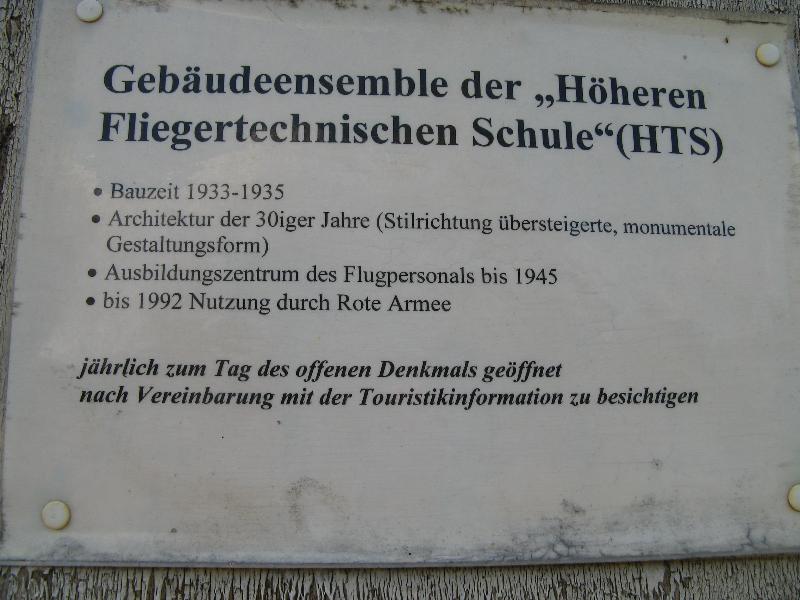 Gebäudeensemble der „Höheren
Fliegertechnischen Schule“(HTS)
• Bauzeit 1933-1935
• Architektur der 30iger Jahre (Stilrichtung übersteigerte, monumentale
Gestaltungsform)
• Ausbildungszentrum des Flugpersonals bis 1945
• bis 1992 Nutzung durch Rote Armee
jährlich zum Tag des offenen Denkmals geöffnet
nach Vereinbarung mit der Touristikinformation zu besichtigen